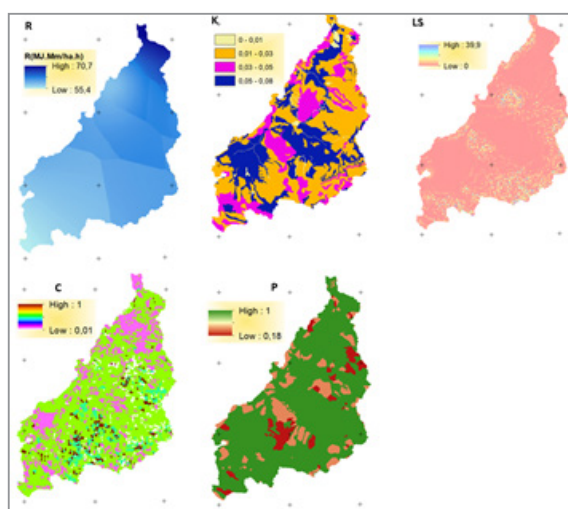 R
R(MJ.Mm/ha.h)
High : 70,7
Low : 55,4
K
0 - 0,01
0,01 - 0,03
0,03 - 0,05
0,05 - 0,08
LS
High : 39,9
Low : 0
C
High : 1
Low : 0,01
P
High : 1
Low : 0,18